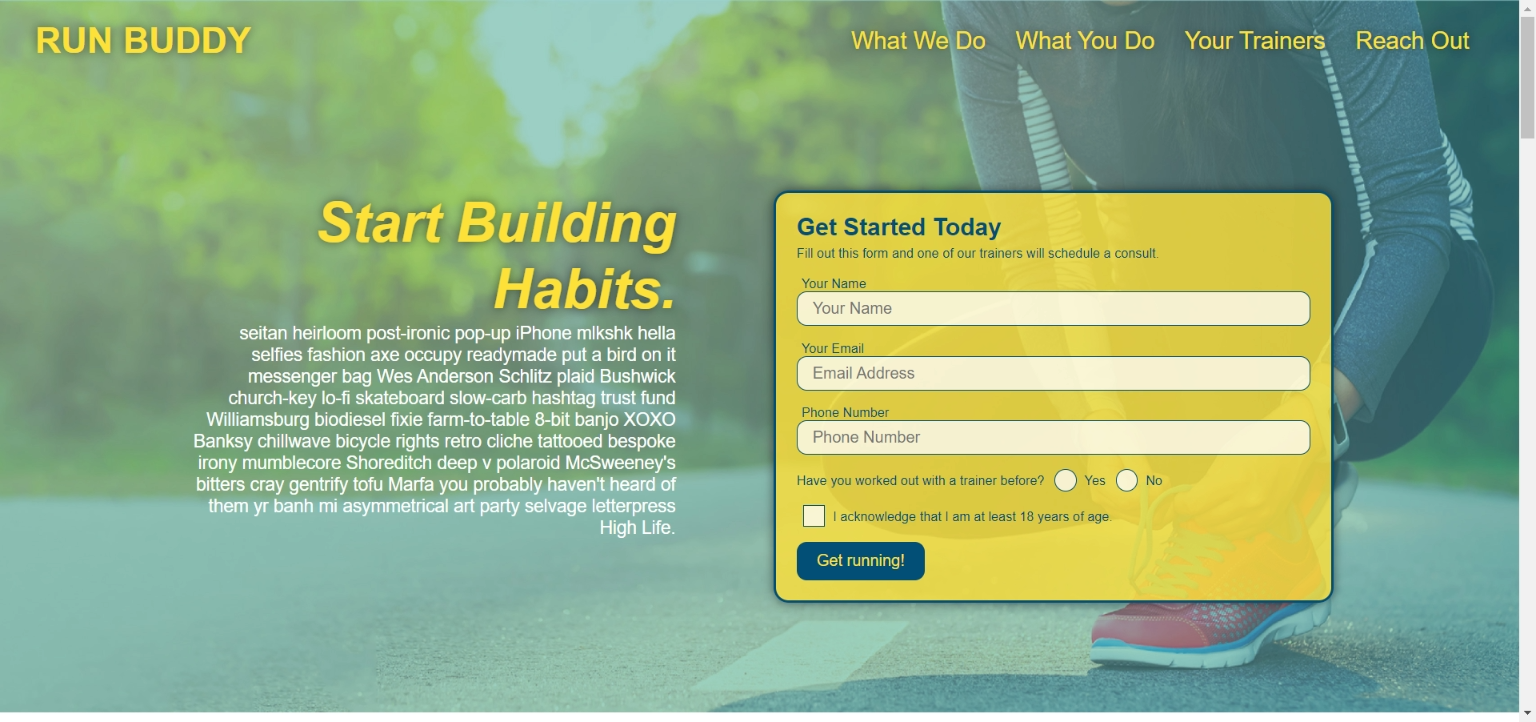 RUN BUDDY
What We Do What You Do Your Trainers Reach Out
Start Building
Habits.
seitan heirloom post-ironic pop-up iPhone mlkshk hella
selfies fashion axe occupy readymade put a bird on it
messenger bag Wes Anderson Schlitz plaid Bushwick
church-key lo-fi skateboard slow-carb hashtag trust fund
Williamsburg biodiesel fixie farm-to-table 8-bit banjo XOXO
Banksy chillwave bicycle rights retro cliche tattooed bespoke
irony mumblecore Shoreditch deep v polaroid McSweeney's
bitters cray gentrify tofu Marfa you probably haven't heard of
them yr banh mi asymmetrical art party selvage letterpress
High Life.
Get Started Today
Fill out this form and one of our trainers will schedule a consult.
Your Name
Your Name
Your Email
Email Address
Phone Number
Phone Number
Have you worked out with a trainer before? Yes No
I acknowledge that I am at least 18 years of age.
Get running!